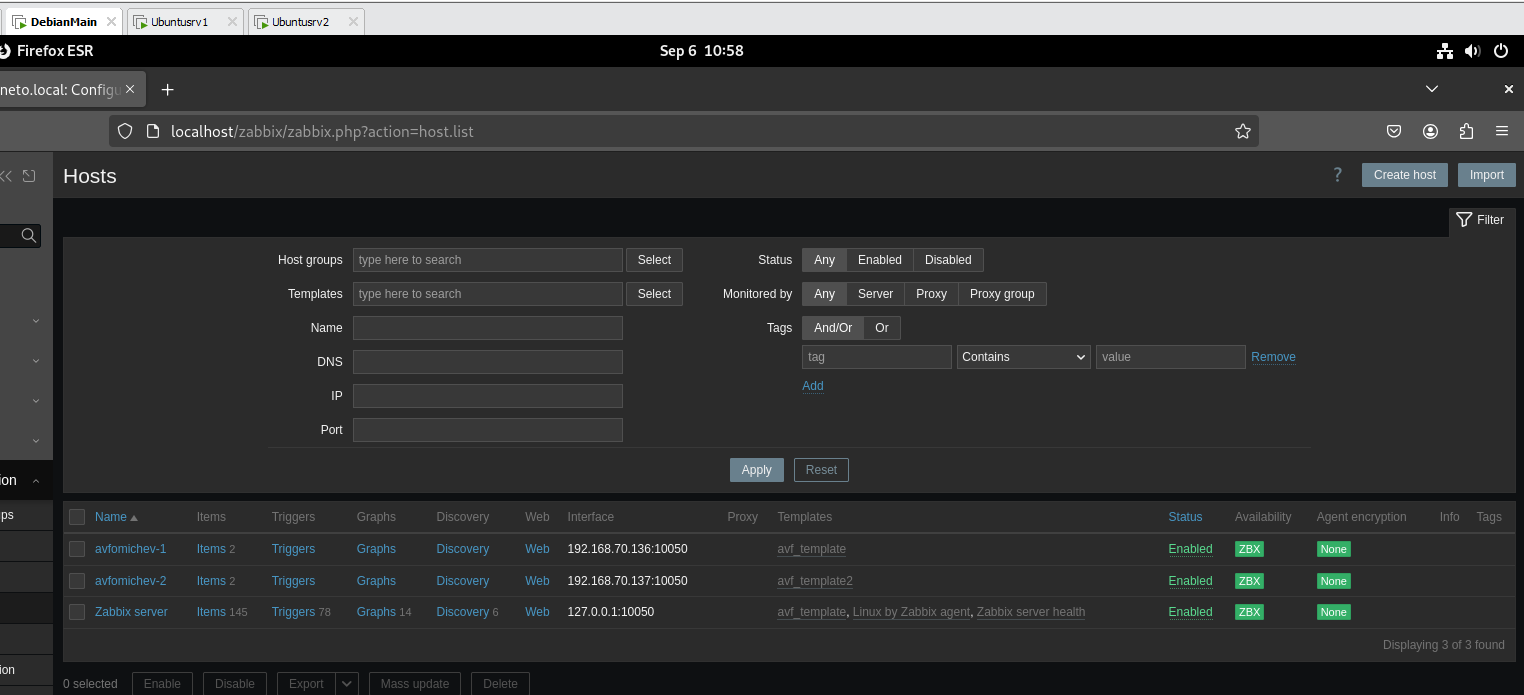 DebianMain Ubuntusrv1 Ubuntusrv2
Firefox ESR Sep 6 10:58
neto.local: Configu
localhost/zabbix/zabbix.php?action=host.list
Hosts ? Create host Import
Filter
Host groups type here to search Select Status Any Enabled Disabled
Templates type here to search Select Monitored by Any Server Proxy Proxy group
Name Tags And/Or Or
DNS tag Contains value Remove
IP Add
Port
Apply Reset
ion
ps
ion
Name Items Triggers Graphs Discovery Web Interface Proxy Templates Status Availability Agent encryption Info Tags
avfomichev-1 Items 2 Triggers Graphs Discovery Web 192.168.70.136:10050 avf_template Enabled ZBX None
avfomichev-2 Items 2 Triggers Graphs Discovery Web 192.168.70.137:10050 avf_template2 Enabled ZBX None
Zabbix server Items 145 Triggers 78 Graphs 14 Discovery 6 Web 127.0.0.1:10050 avf_template, Linux by Zabbix agent, Zabbix server health Enabled ZBX None
Displaying 3 of 3 found
0 selected Enable Disable Export Mass update Delete